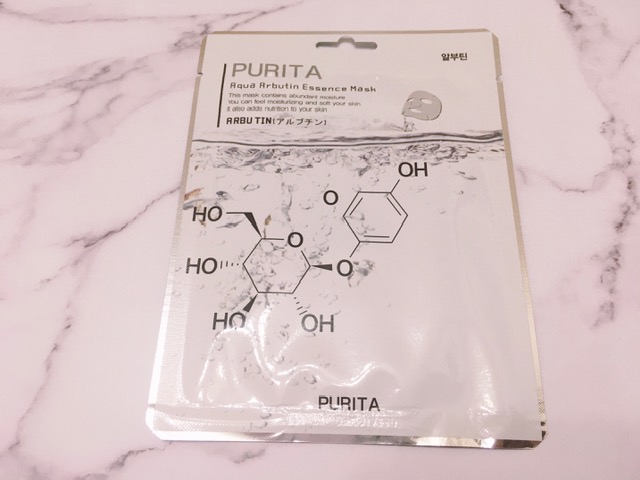 알부틴
PURITA
Aqua Arbutin Essence Mask
This mask contains abundant moisture
You can feel moisturizing and soft your skin
It also adds nutrition to your skin
ARBUTIN(アルブチン)
OH
O
HO
O
HO
O
HO
OH
PURITA